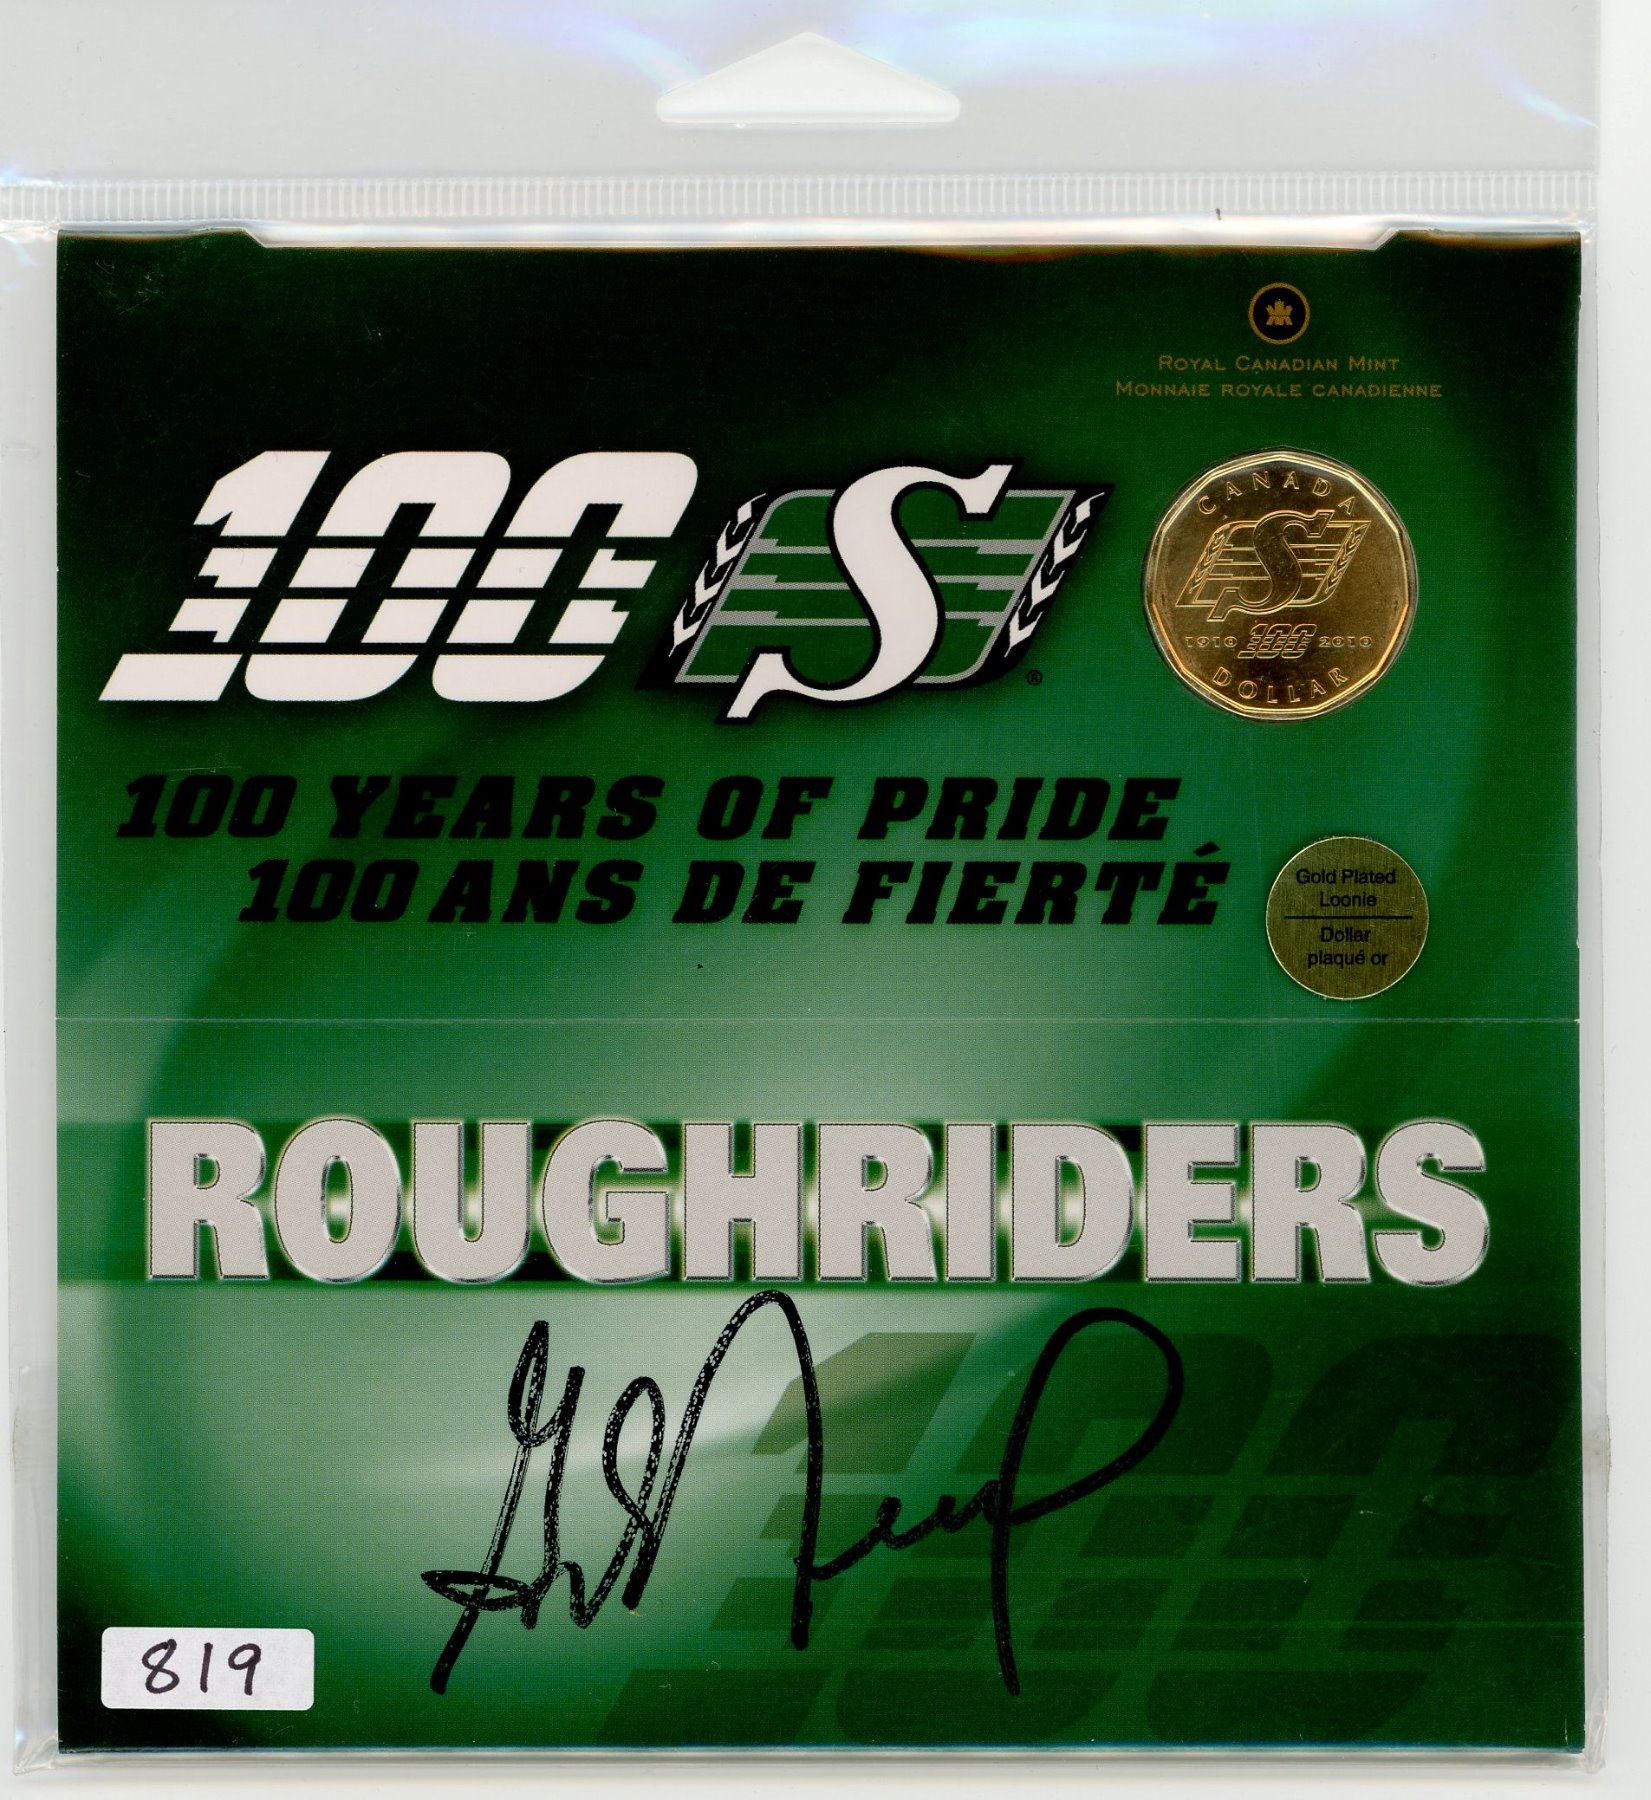 ROYAL CANADIAN MINT
MONNAIE ROYALE CANADIENNE
100 S ®
CANADA
S
1910 100 2010
DOLLAR
100 YEARS OF PRIDE
100 ANS DE FIERTÉ
Gold Plated
Loonie
Dollar
plaqué or
ROUGHRIDERS
100
819